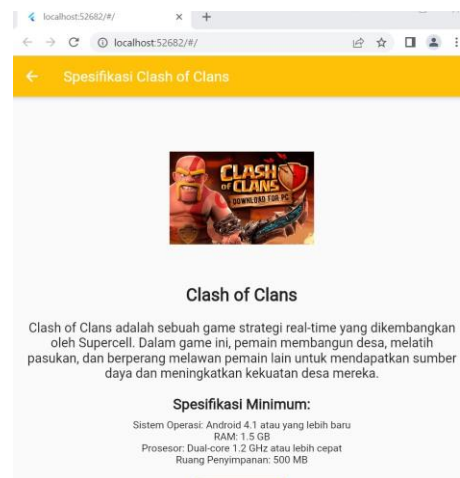 localhost:52682/#/
localhost:52682/#/
Spesifikasi Clash of Clans
CLASH
OF CLANS
DOWNLOAD FOR PC
Clash of Clans
Clash of Clans adalah sebuah game strategi real-time yang dikembangkan
oleh Supercell. Dalam game ini, pemain membangun desa, melatih
pasukan, dan berperang melawan pemain lain untuk mendapatkan sumber
daya dan meningkatkan kekuatan desa mereka.
Spesifikasi Minimum:
Sistem Operasi: Android 4.1 atau yang lebih baru
RAM: 1.5 GB
Prosesor: Dual-core 1.2 GHz atau lebih cepat
Ruang Penyimpanan: 500 MB